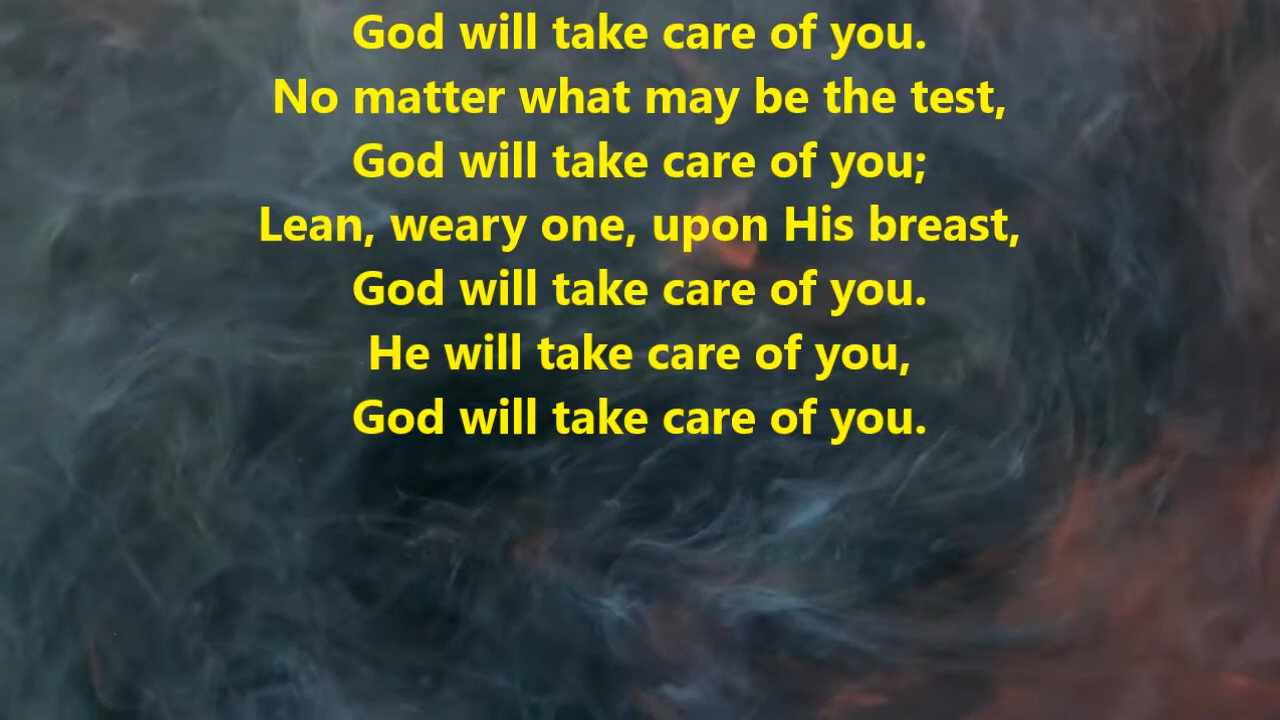 God will take care of you.
No matter what may be the test,
God will take care of you;
Lean, weary one, upon His breast,
God will take care of you.
He will take care of you,
God will take care of you.